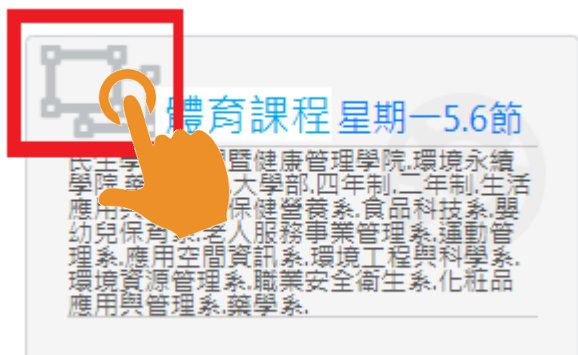 體育課程 星期一5.6節
民主學 暨健康管理學院.環境永續
學院 .大學部.四年制.二年制.生活
應用與 保健營養系.食品科技系.嬰
幼兒保育系.老人服務事業管理系.運動管
理系.應用空間資訊系.環境工程與科學系.
環境資源管理系.職業安全衛生系.化粧品
應用與管理系.藥學系.